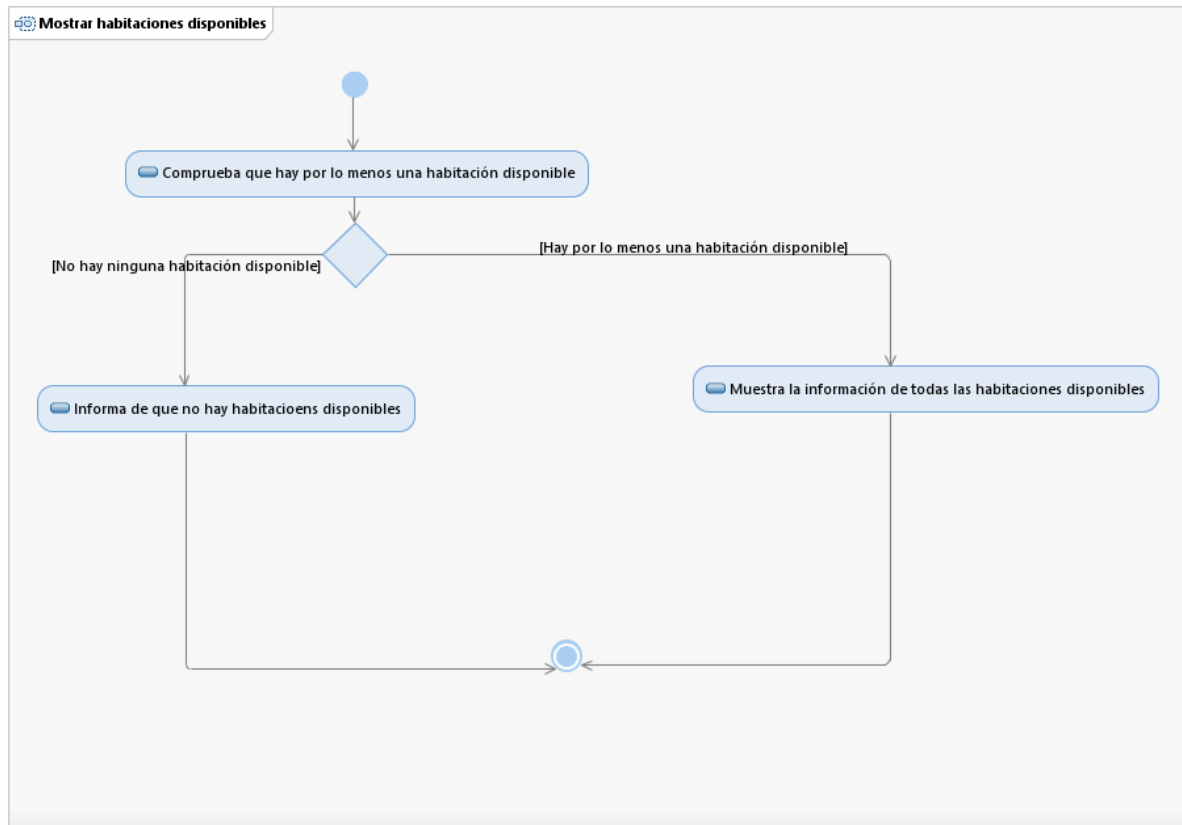 Mostrar habitaciones disponibles
Comprueba que hay por lo menos una habitación disponible
[Hay por lo menos una habitación disponible]
[No hay ninguna habitación disponible]
Muestra la información de todas las habitaciones disponibles
Informa de que no hay habitacioens disponibles